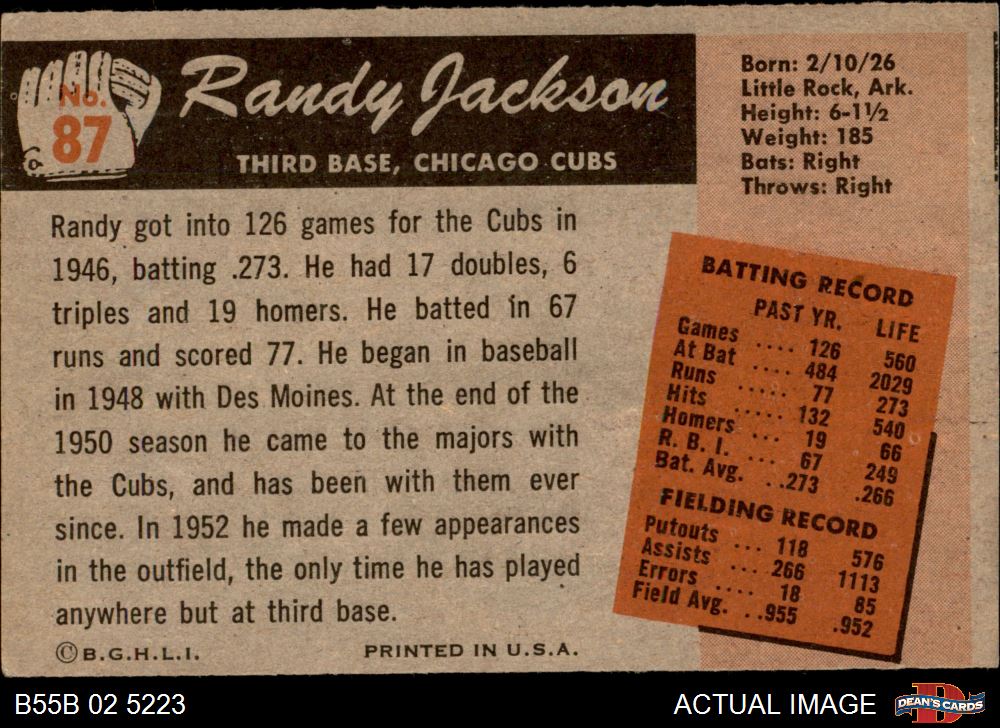 No.
87
Randy Jackson
THIRD BASE, CHICAGO CUBS
Born: 2/10/26
Little Rock, Ark.
Height: 6-1½
Weight: 185
Bats: Right
Throws: Right
Randy got into 126 games for the Cubs in
1946, batting .273. He had 17 doubles, 6
triples and 19 homers. He batted in 67
runs and scored 77. He began in baseball
in 1948 with Des Moines. At the end of the
1950 season he came to the majors with
the Cubs, and has been with them ever
since. In 1952 he made a few appearances
in the outfield, the only time he has played
anywhere but at third base.
©B.G.H.L.I.
PRINTED IN U.S.A.
BATTING RECORD
PAST YR. LIFE
Games .... 126 560
At Bat .... 484 2029
Runs ..... 77 273
Hits ..... 132 540
Homers ... 19 66
R. B. I. ... 67 249
Bat. Avg. ..273 .266
FIELDING RECORD
Putouts ... 118 576
Assists .... 266 1113
Errors .... 18 85
Field Avg. ..955 .952
B55B 02 5223
ACTUAL IMAGE
D
DEAN'S CARDS